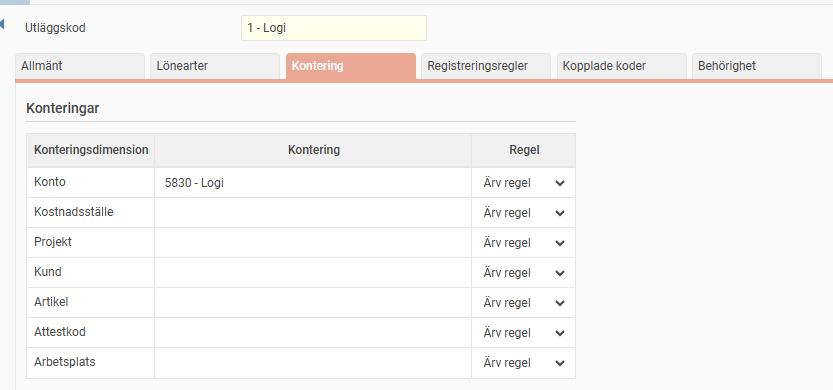 Utläggskod 1 - Logi
Allmänt Lönearter Kontering Registreringsregler Kopplade koder Behörighet
Konteringar
Konteringsdimension Kontering Regel
Konto 5830 - Logi Ärv regel
Kostnadsställe Ärv regel
Projekt Ärv regel
Kund Ärv regel
Artikel Ärv regel
Attestkod Ärv regel
Arbetsplats Ärv regel